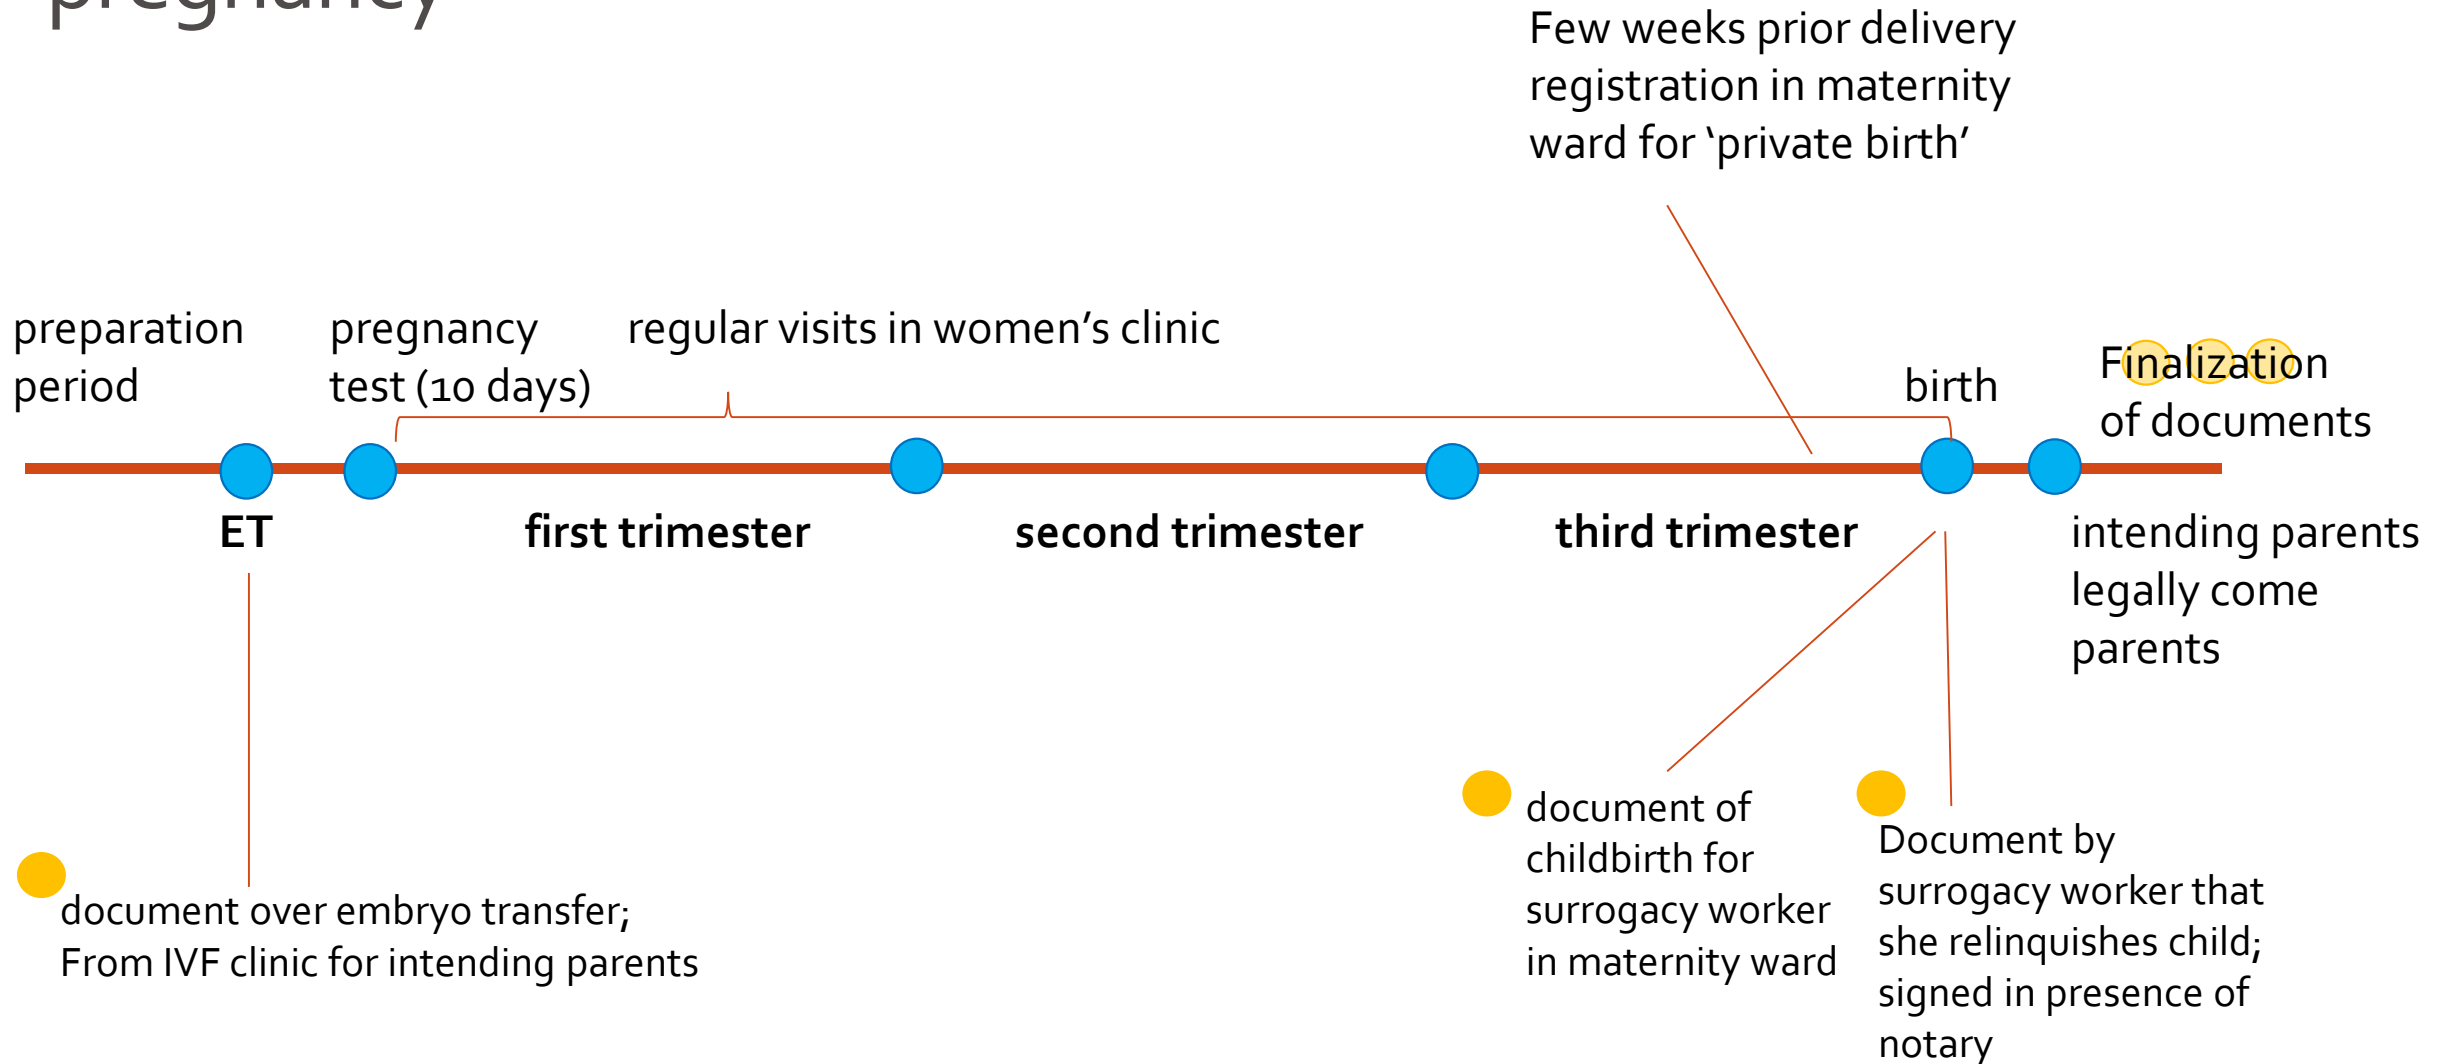 pregnancy
Few weeks prior delivery
registration in maternity
ward for ‘private birth’
preparation
period
pregnancy
test (10 days)
regular visits in women’s clinic
birth
Finalization
of documents
ET
first trimester
second trimester
third trimester
intending parents
legally come
parents
document over embryo transfer;
From IVF clinic for intending parents
document of
childbirth for
surrogacy worker
in maternity ward
Document by
surrogacy worker that
she relinquishes child;
signed in presence of
notary